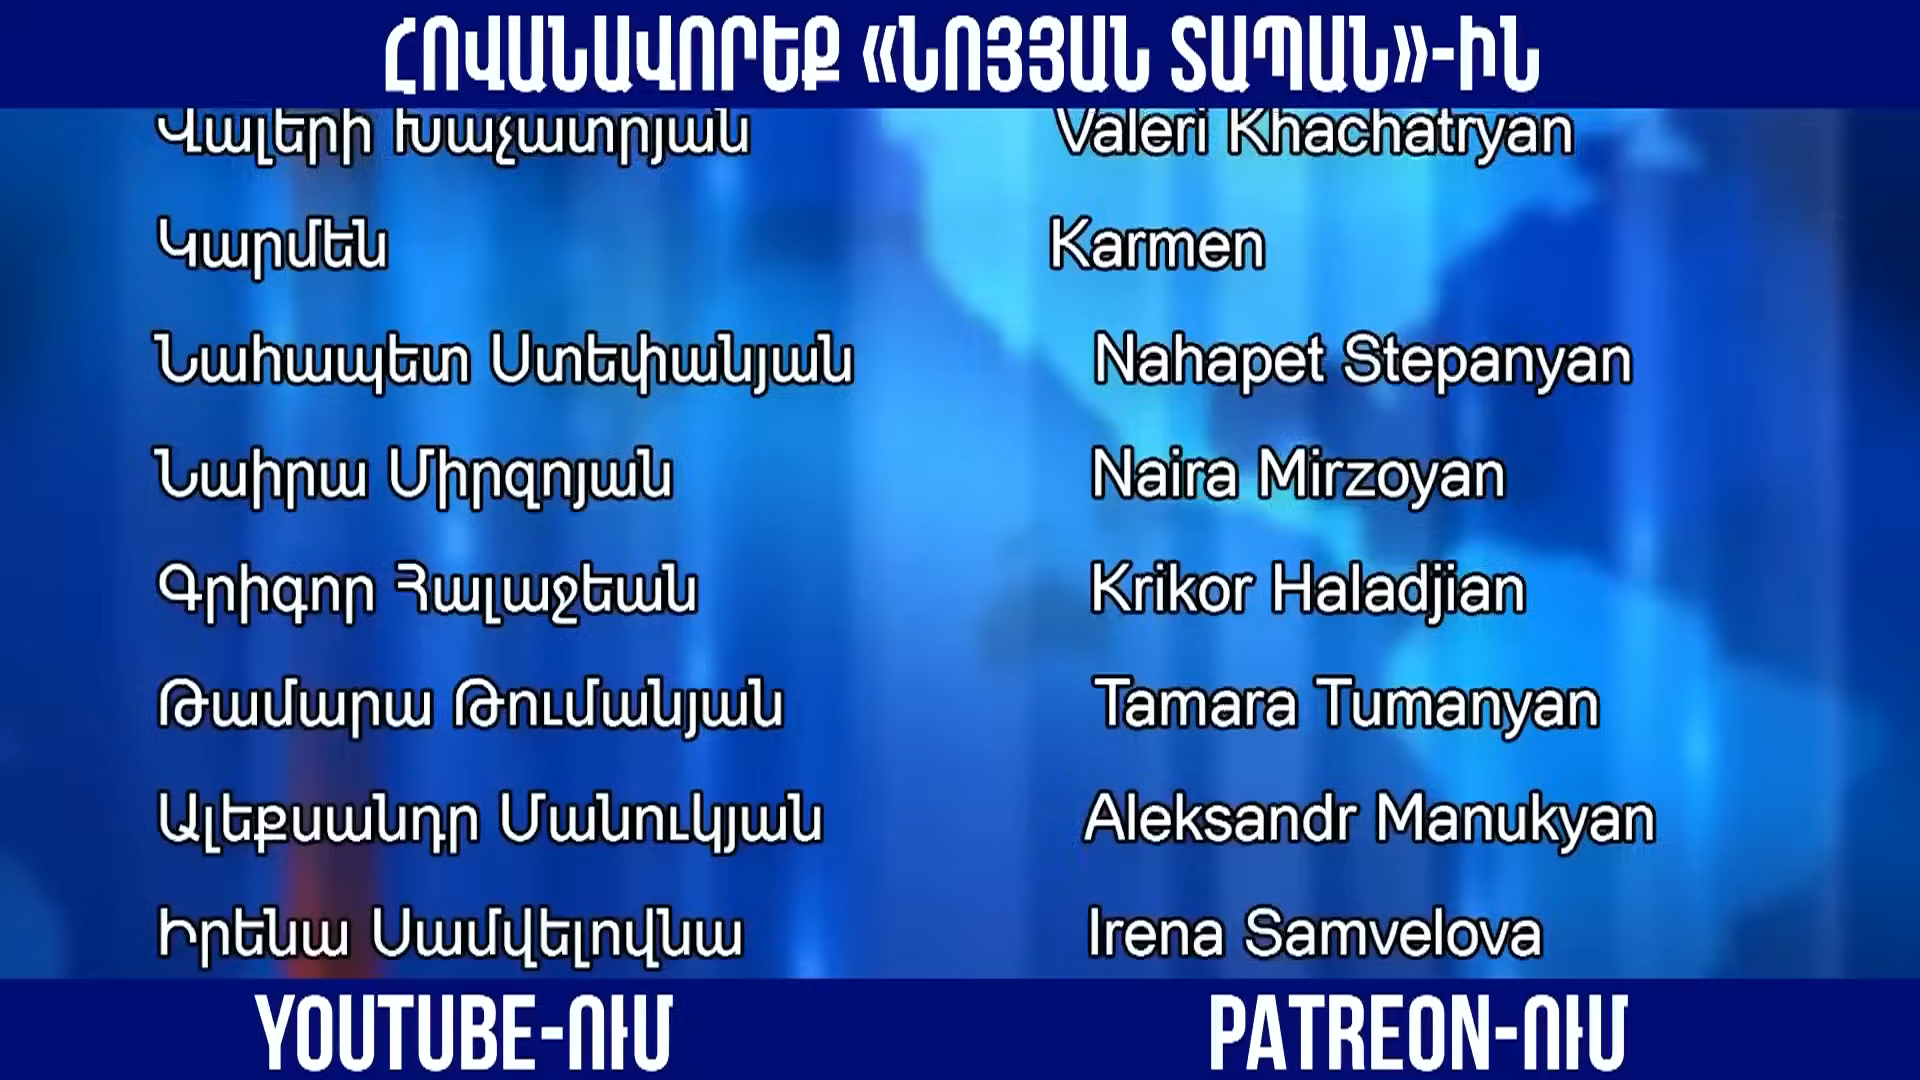 ՀՈՎԱՆԱՎՈՐԵՔ «ՆՈՅՅԱՆ ՏԱՊԱՆ»-ԻՆ
Վալերի Խաչատրյան Valeri Khachatryan
Կարմեն Karmen
Նահապետ Ստեփանյան Nahapet Stepanyan
Նաիրա Միրզոյան Naira Mirzoyan
Գրիգոր Հալաջեան Krikor Haladjian
Թամարա Թումանյան Tamara Tumanyan
Ալեքսանդր Մանուկյան Aleksandr Manukyan
Իրենա Սամվելովնա Irena Samvelova
YOUTUBE-ՈՒՄ PATREON-ՈՒՄ